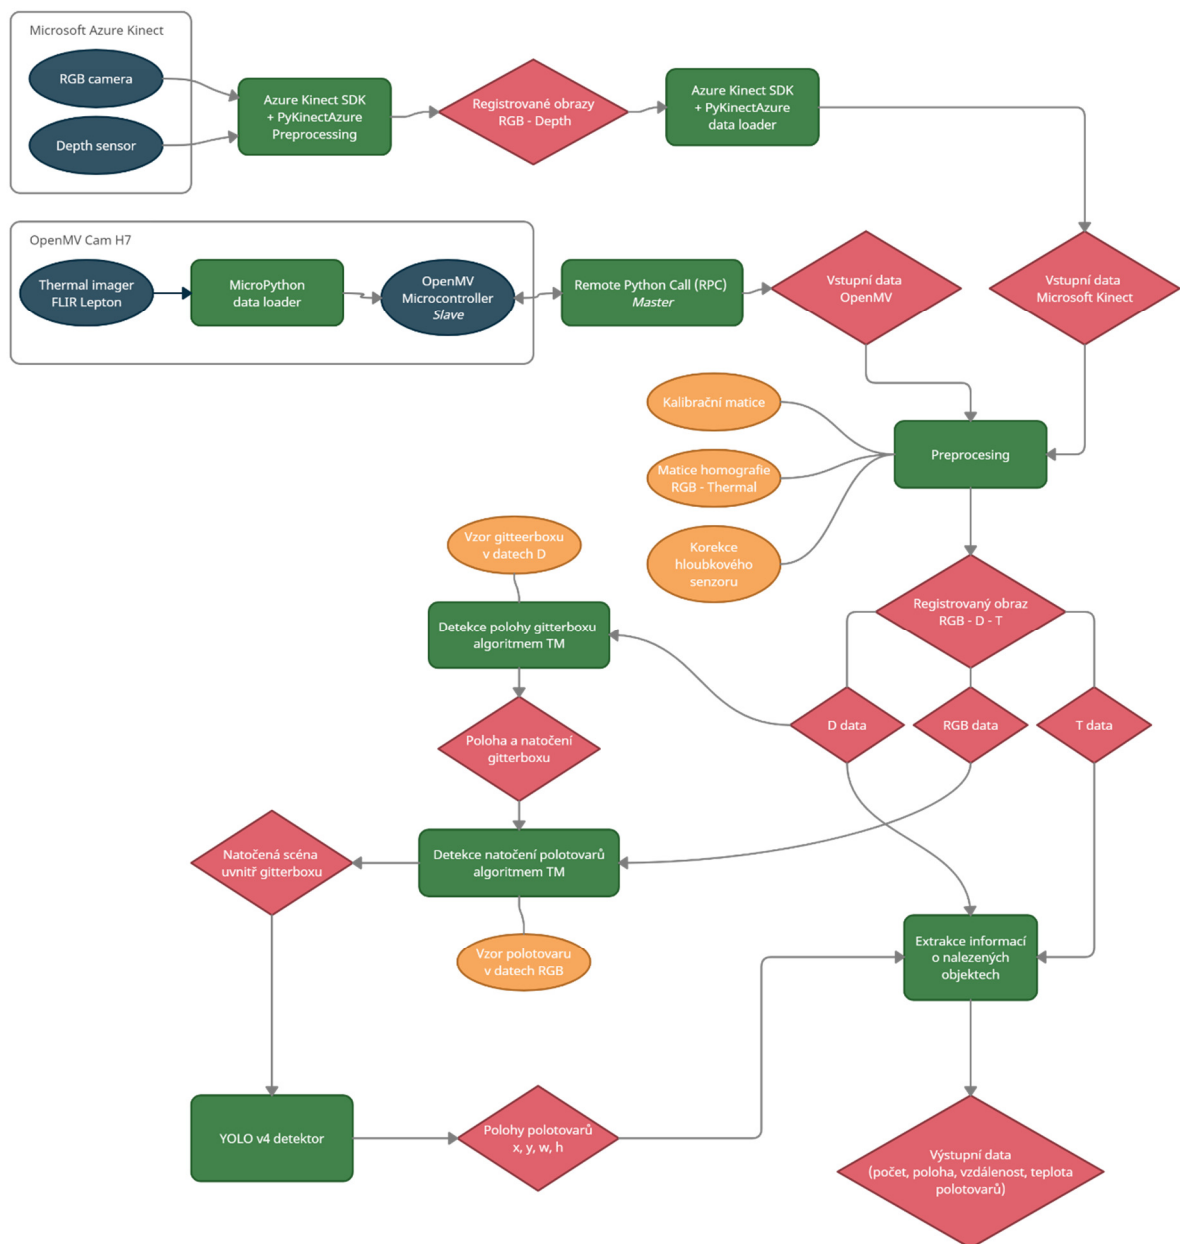 Microsoft Azure Kinect
RGB camera
Depth sensor
Azure Kinect SDK
+ PyKinectAzure
Preprocessing
Registrované obrazy
RGB - Depth
Azure Kinect SDK
+ PyKinectAzure
data loader
OpenMV Cam H7
Thermal imager
FLIR Lepton
MicroPython
data loader
OpenMV
Microcontroller
Slave
Remote Python Call (RPC)
Master
Vstupní data
OpenMV
Vstupní data
Microsoft Kinect
Kalibrační matice
Matice homografie
RGB - Thermal
Korekce
hloubkového
senzoru
Preprocesing
Vzor gitteerboxu
v datech D
Detekce polohy gitterboxu
algoritmem TM
Registrovaný obraz
RGB - D - T
D data
RGB data
T data
Poloha a natočení
gitterboxu
Natočená scéna
uvnitř gitterboxu
Detekce natočení polotovarů
algoritmem TM
Vzor polotovaru
v datech RGB
Extrakce informací
o nalezených
objektech
YOLO v4 detektor
Polohy polotovarů
x, y, w, h
Výstupní data
(počet, poloha, vzdálenost, teplota
polotovarů)